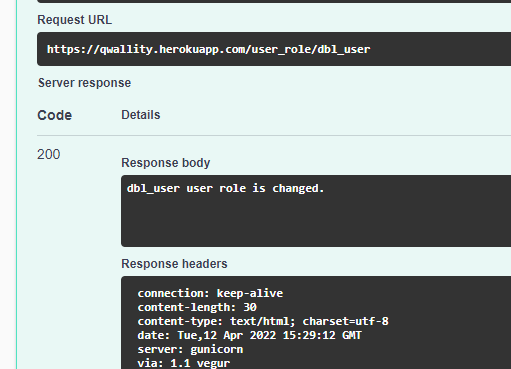 Request URL
https://qwallity.herokuapp.com/user_role/dbl_user
Server response
Code Details
200
Response body
dbl_user user role is changed.
Response headers
connection: keep-alive
content-length: 30
content-type: text/html; charset=utf-8
date: Tue,12 Apr 2022 15:29:12 GMT
server: gunicorn
via: 1.1 vegur